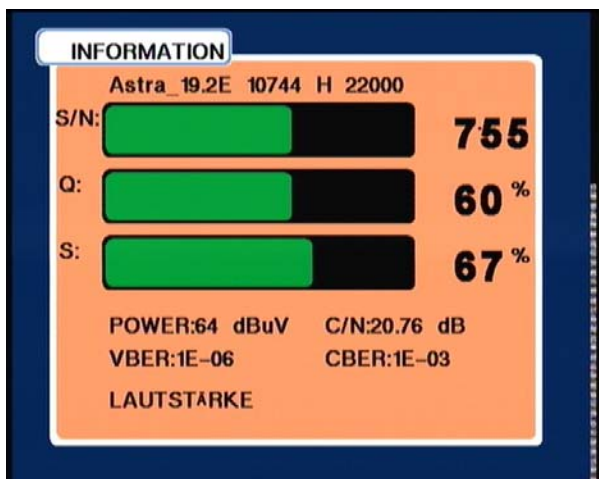 INFORMATION
Astra_19.2E 10744 H 22000
S/N: 755
Q: 60 %
S: 67 %
POWER:64 dBuV C/N:20.76 dB
VBER:1E-06 CBER:1E-03
LAUTSTARKE